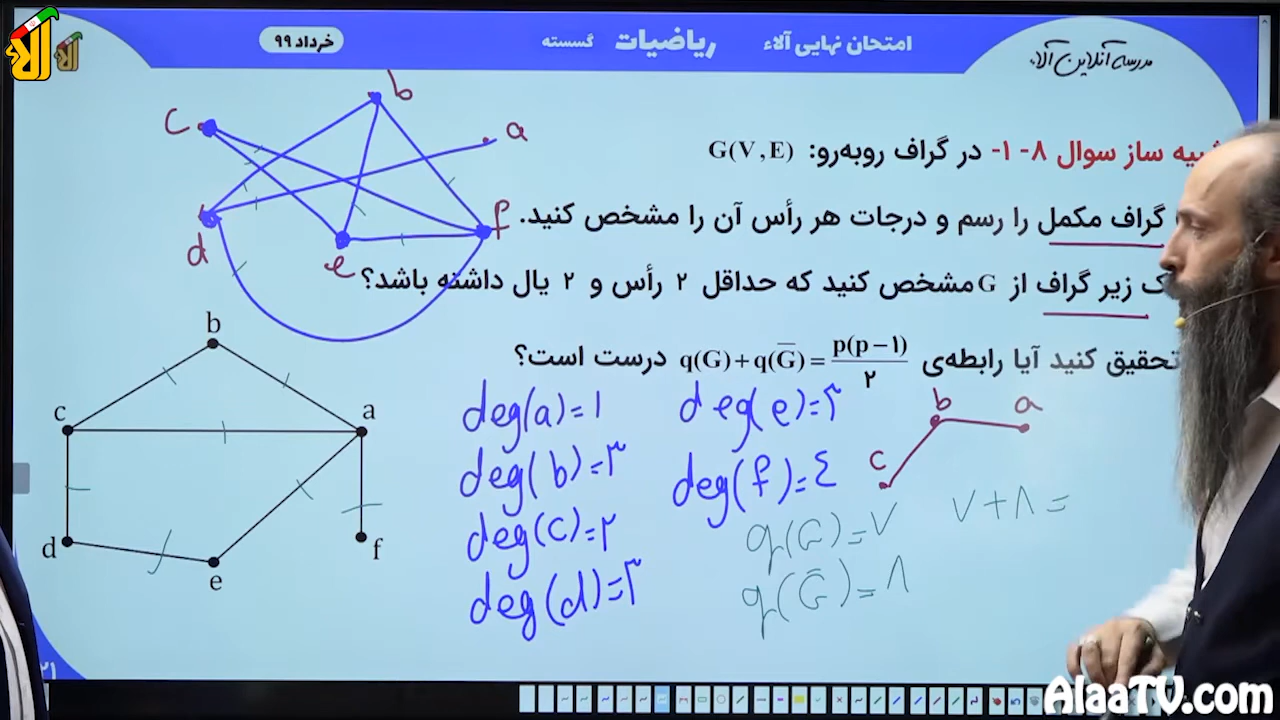 امتحان نهایی آلاء ریاضیات گسسته
خرداد ۹۹
مدرسه آنلاین آلاء
شبیه ساز سوال ۸- ۱- در گراف روبه‌رو: G(V,E)
گراف مکمل را رسم و درجات هر رأس آن را مشخص کنید.
زیر گراف از G مشخص کنید که حداقل ۲ رأس و ۲ یال داشته باشد؟
تحقیق کنید آیا رابطه‌ی q(G)+q(G̅)=p(p-1)/۲ درست است؟
b
c
a
d
e
f
b
c
a
d
e
f
deg(a)=۱
deg(b)=۳
deg(c)=۲
deg(d)=۳
deg(e)=۳
deg(f)=٤
b
a
c
q(G)=۷
q(G̅)=۸
۷+۸=
۲۱
AlaaTV.com